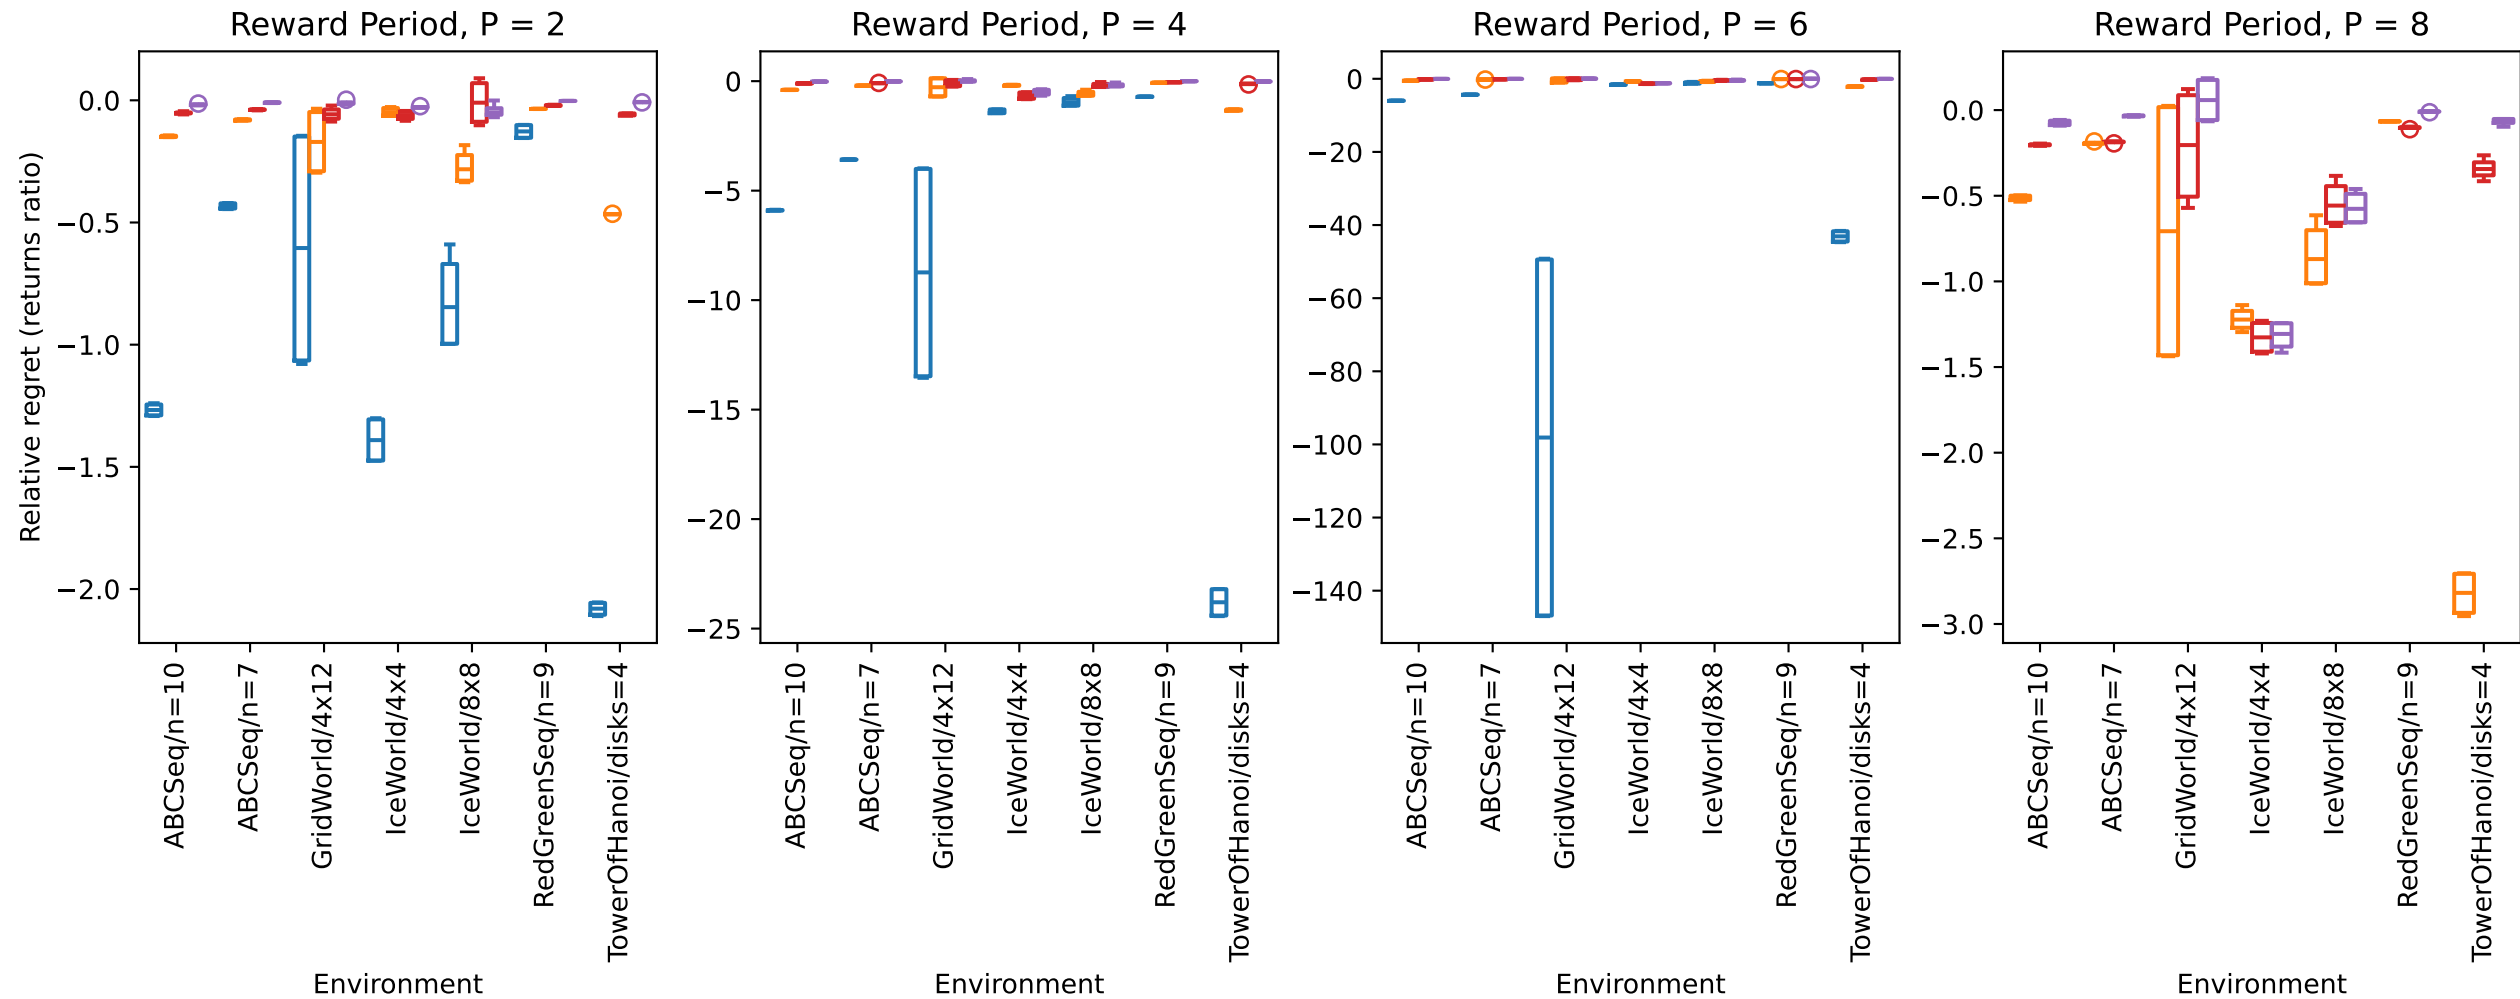 Reward Period, P = 2
Reward Period, P = 4
Reward Period, P = 6
Reward Period, P = 8
Relative regret (returns ratio)
0.0
−0.5
−1.0
−1.5
−2.0
0
−5
−10
−15
−20
−25
0
−20
−40
−60
−80
−100
−120
−140
0.0
−0.5
−1.0
−1.5
−2.0
−2.5
−3.0
ABCSeq/n=10
ABCSeq/n=7
GridWorld/4x12
IceWorld/4x4
IceWorld/8x8
RedGreenSeq/n=9
TowerOfHanoi/disks=4
ABCSeq/n=10
ABCSeq/n=7
GridWorld/4x12
IceWorld/4x4
IceWorld/8x8
RedGreenSeq/n=9
TowerOfHanoi/disks=4
ABCSeq/n=10
ABCSeq/n=7
GridWorld/4x12
IceWorld/4x4
IceWorld/8x8
RedGreenSeq/n=9
TowerOfHanoi/disks=4
ABCSeq/n=10
ABCSeq/n=7
GridWorld/4x12
IceWorld/4x4
IceWorld/8x8
RedGreenSeq/n=9
TowerOfHanoi/disks=4
Environment
Environment
Environment
Environment